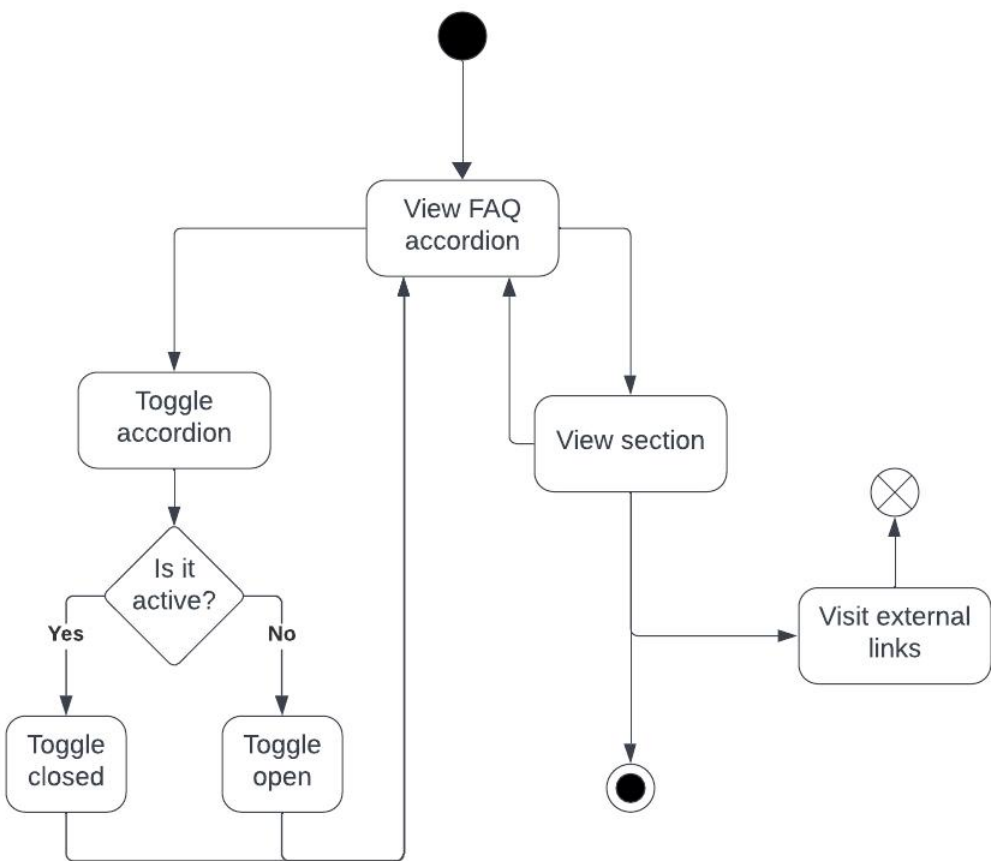 View FAQ
accordion
Toggle
accordion
View section
Is it
active?
Yes
No
Visit external
links
Toggle
closed
Toggle
open